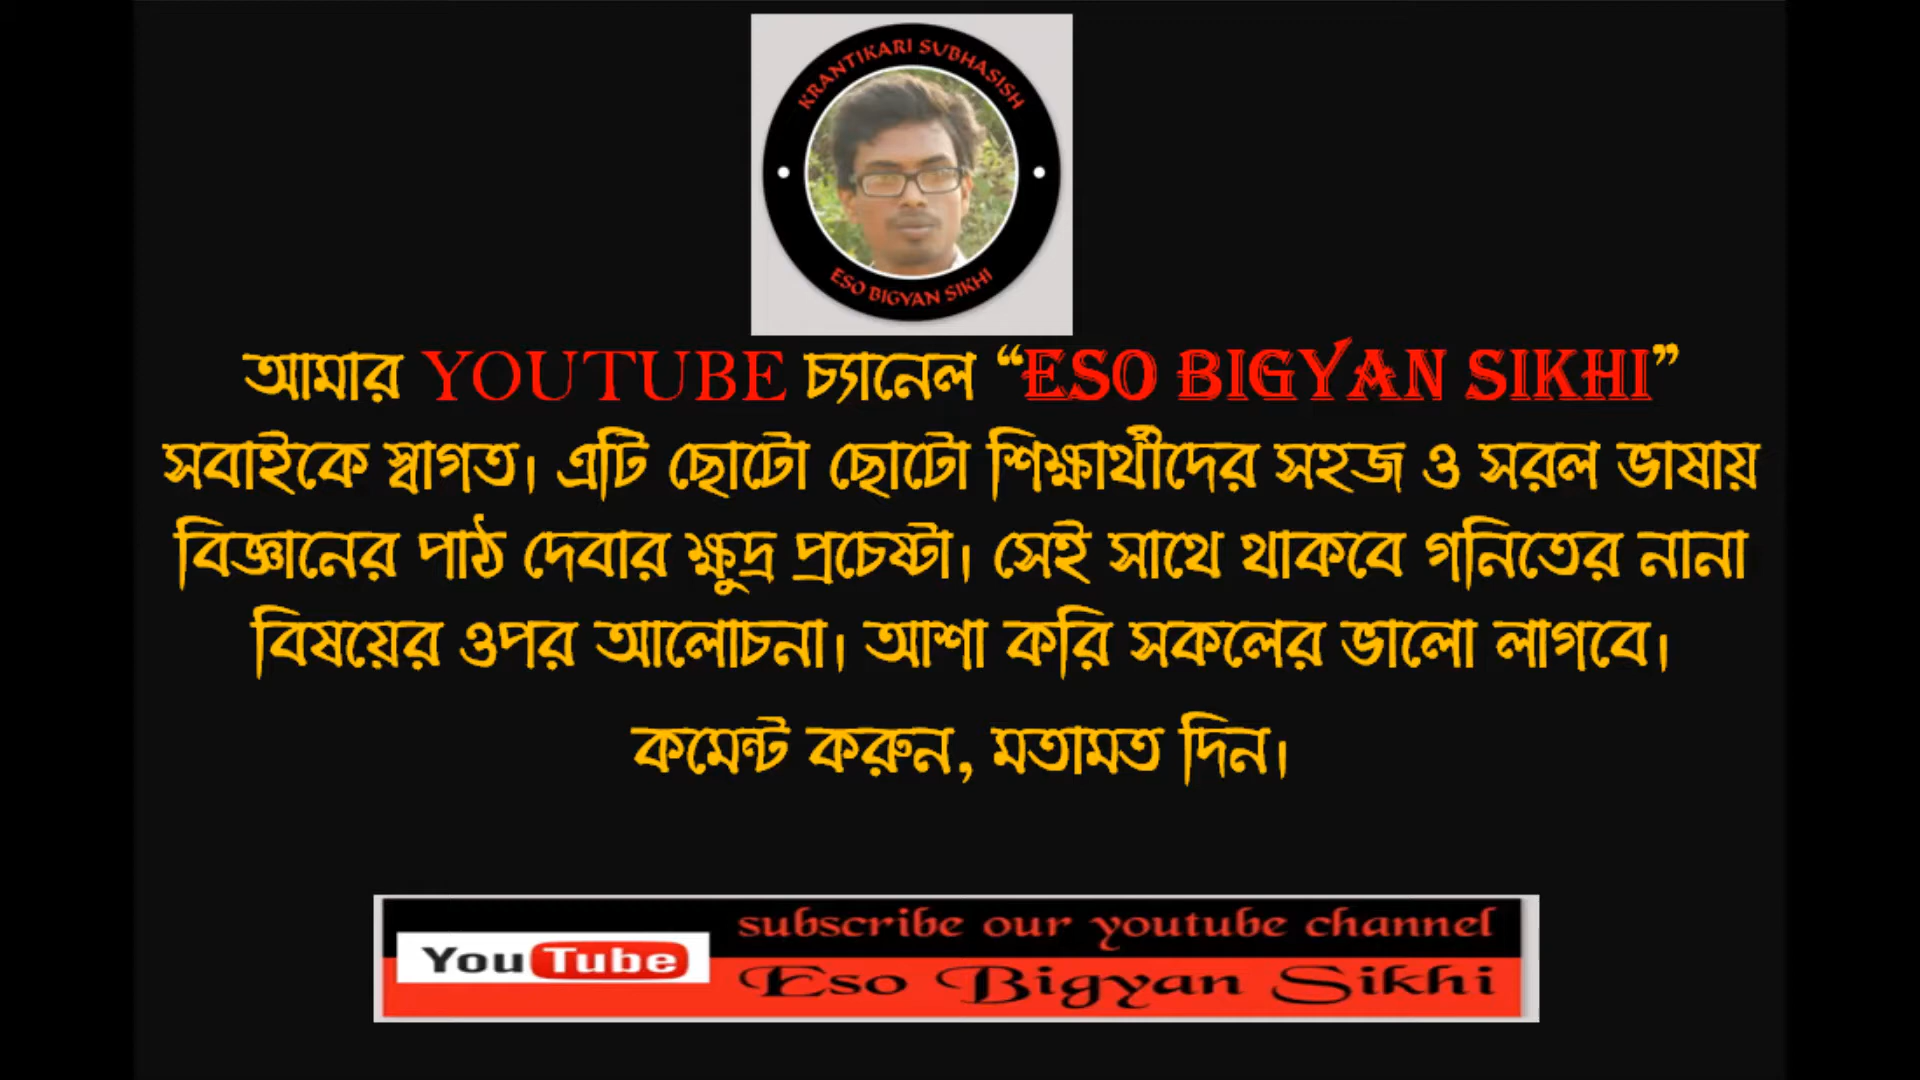 KRANTIKARI SUBHASISH
ESO BIGYAN SIKHI
আমার YOUTUBE চ্যানেল “ESO BIGYAN SIKHI”
সবাইকে স্বাগত। এটি ছোটো ছোটো শিক্ষার্থীদের সহজ ও সরল ভাষায়
বিজ্ঞানের পাঠ দেবার ক্ষুদ্র প্রচেষ্টা। সেই সাথে থাকবে গনিতের নানা
বিষয়ের ওপর আলোচনা। আশা করি সকলের ভালো লাগবে।
কমেন্ট করুন, মতামত দিন।
subscribe our youtube channel
YouTube
Eso Bigyan Sikhi